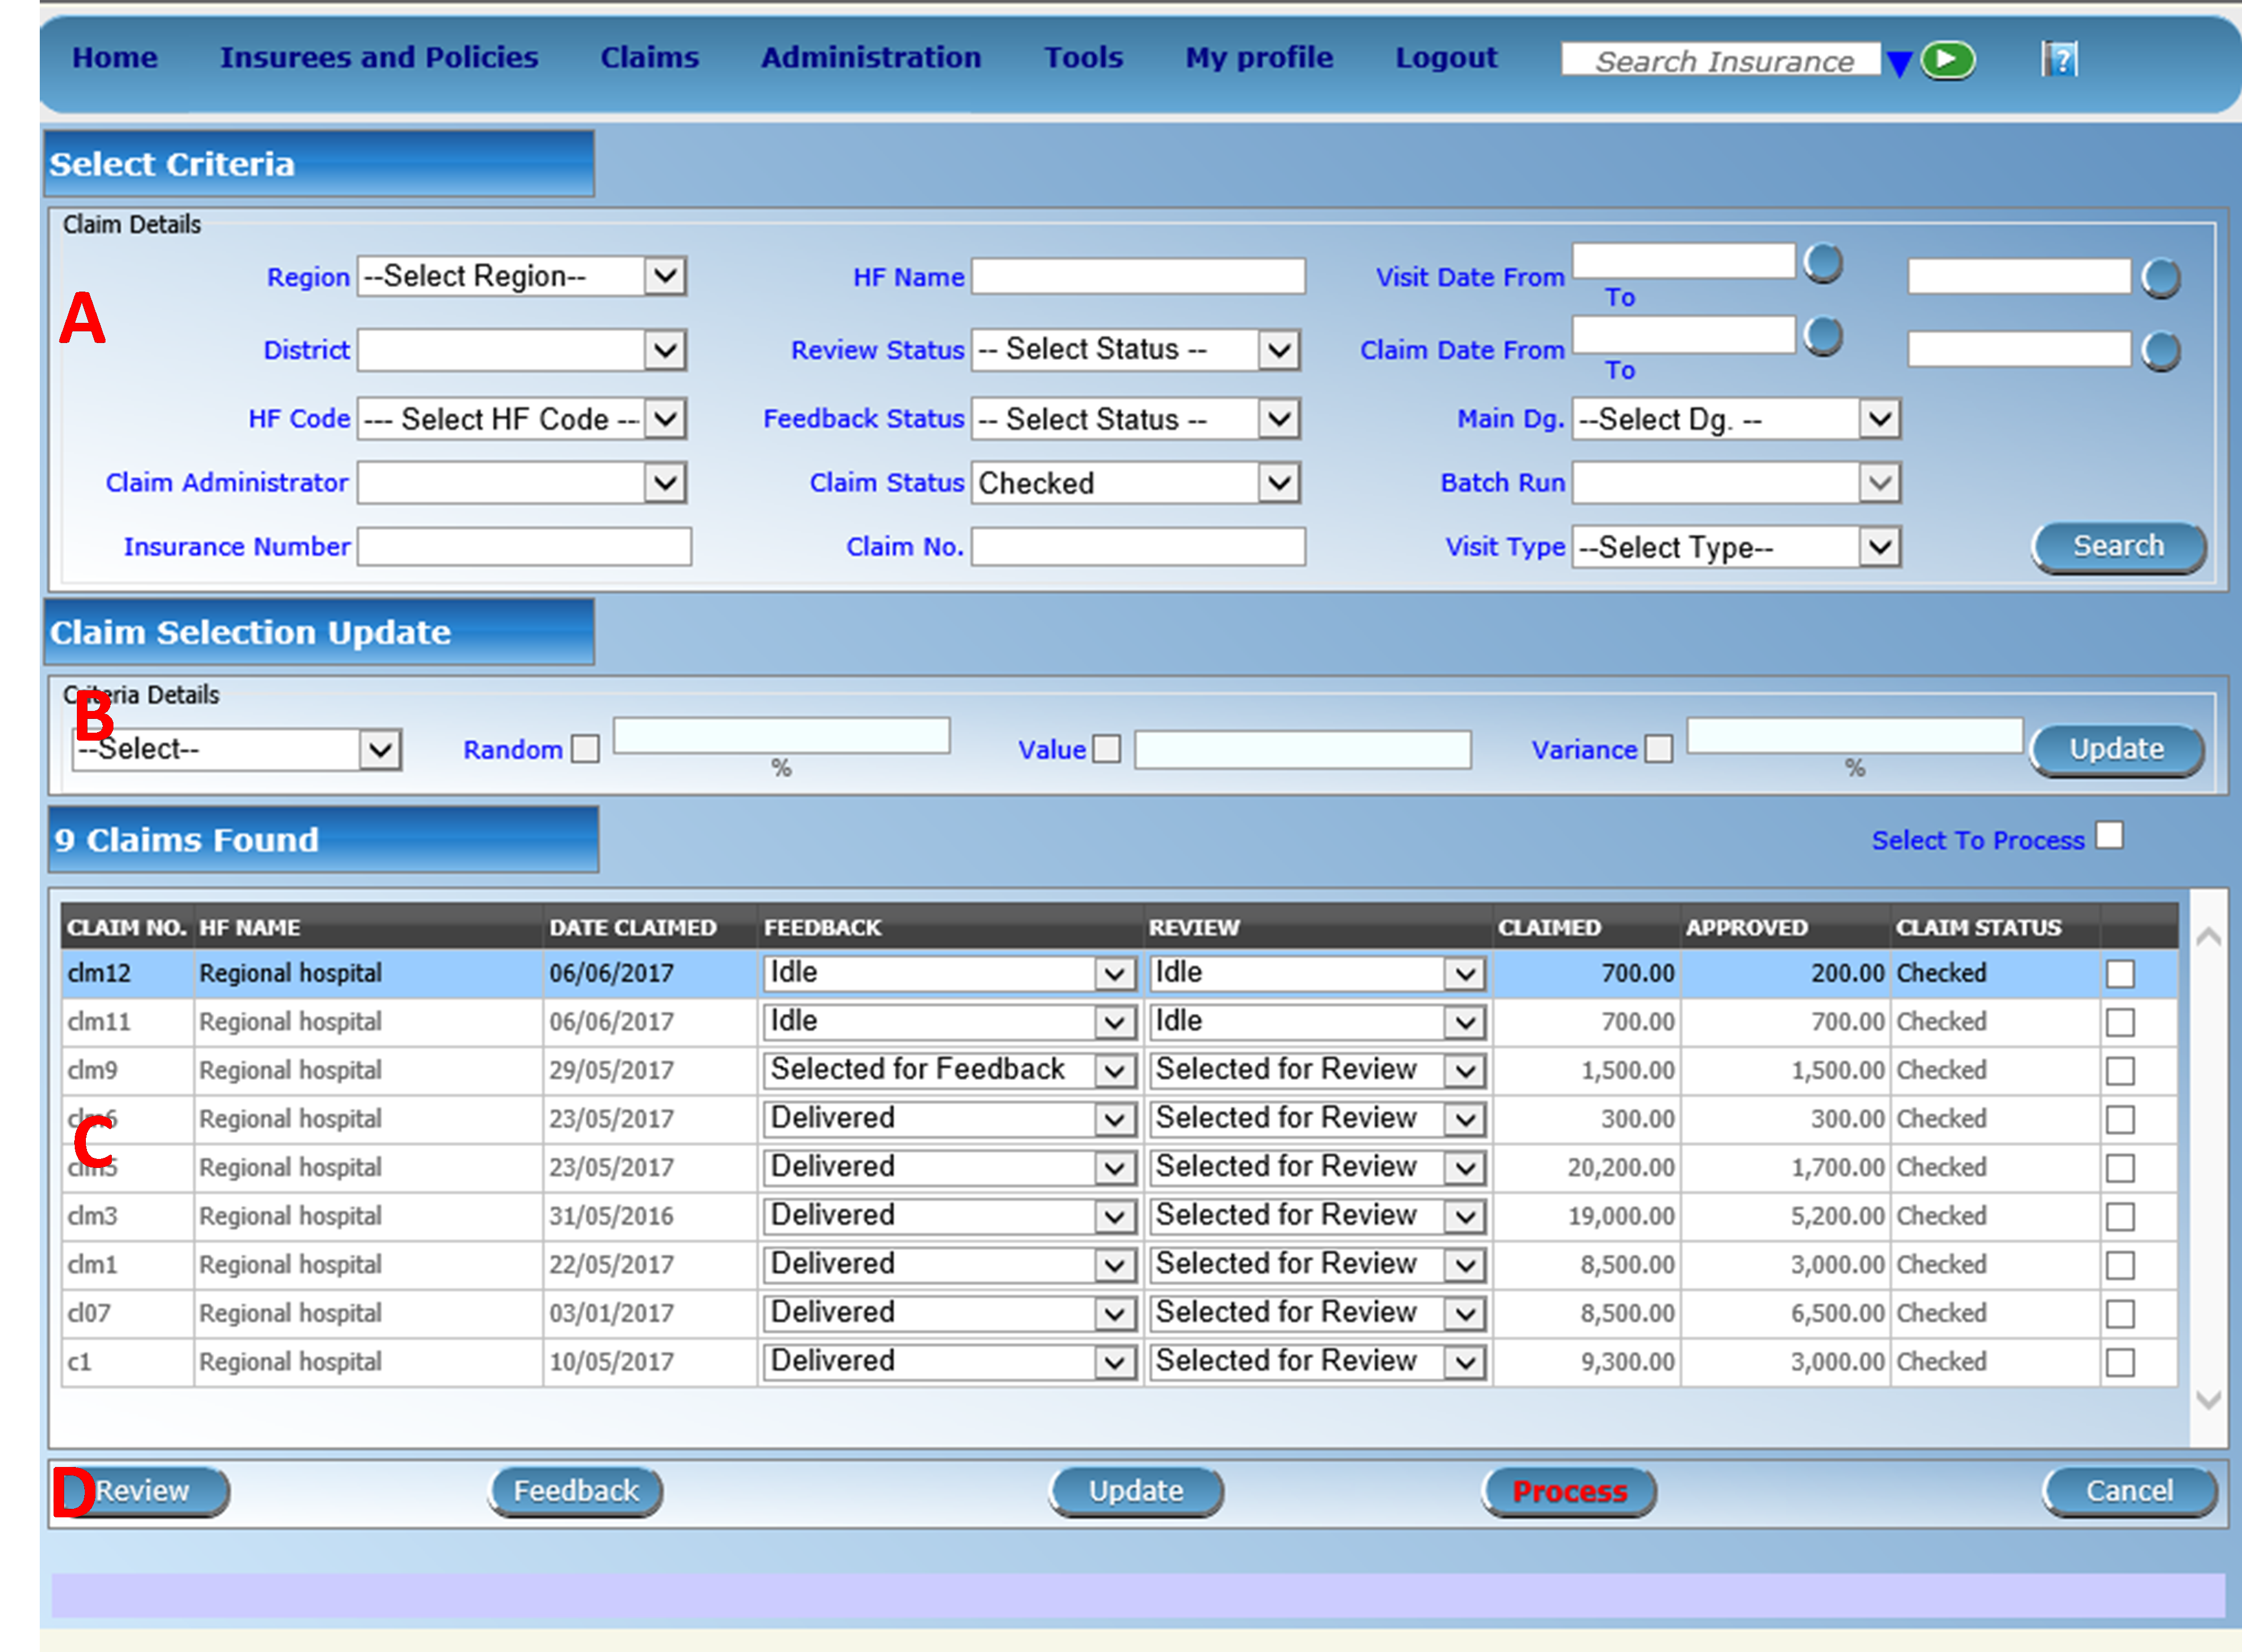 Home Insurees and Policies Claims Administration Tools My profile Logout Search Insurance ?
Select Criteria
Claim Details
A
Region --Select Region-- HF Name Visit Date From
To
District Review Status -- Select Status -- Claim Date From
To
HF Code --- Select HF Code --- Feedback Status -- Select Status -- Main Dg. --Select Dg. --
Claim Administrator Claim Status Checked Batch Run
Insurance Number Claim No. Visit Type --Select Type-- Search
Claim Selection Update
Criteria Details
B
--Select-- Random % Value Variance % Update
9 Claims Found Select To Process
CLAIM NO. HF NAME DATE CLAIMED FEEDBACK REVIEW CLAIMED APPROVED CLAIM STATUS
clm12 Regional hospital 06/06/2017 Idle Idle 700.00 200.00 Checked
clm11 Regional hospital 06/06/2017 Idle Idle 700.00 700.00 Checked
clm9 Regional hospital 29/05/2017 Selected for Feedback Selected for Review 1,500.00 1,500.00 Checked
clm6 Regional hospital 23/05/2017 Delivered Selected for Review 300.00 300.00 Checked
C
clm5 Regional hospital 23/05/2017 Delivered Selected for Review 20,200.00 1,700.00 Checked
clm3 Regional hospital 31/05/2016 Delivered Selected for Review 19,000.00 5,200.00 Checked
clm1 Regional hospital 22/05/2017 Delivered Selected for Review 8,500.00 3,000.00 Checked
cl07 Regional hospital 03/01/2017 Delivered Selected for Review 8,500.00 6,500.00 Checked
c1 Regional hospital 10/05/2017 Delivered Selected for Review 9,300.00 3,000.00 Checked
D Review Feedback Update Process Cancel